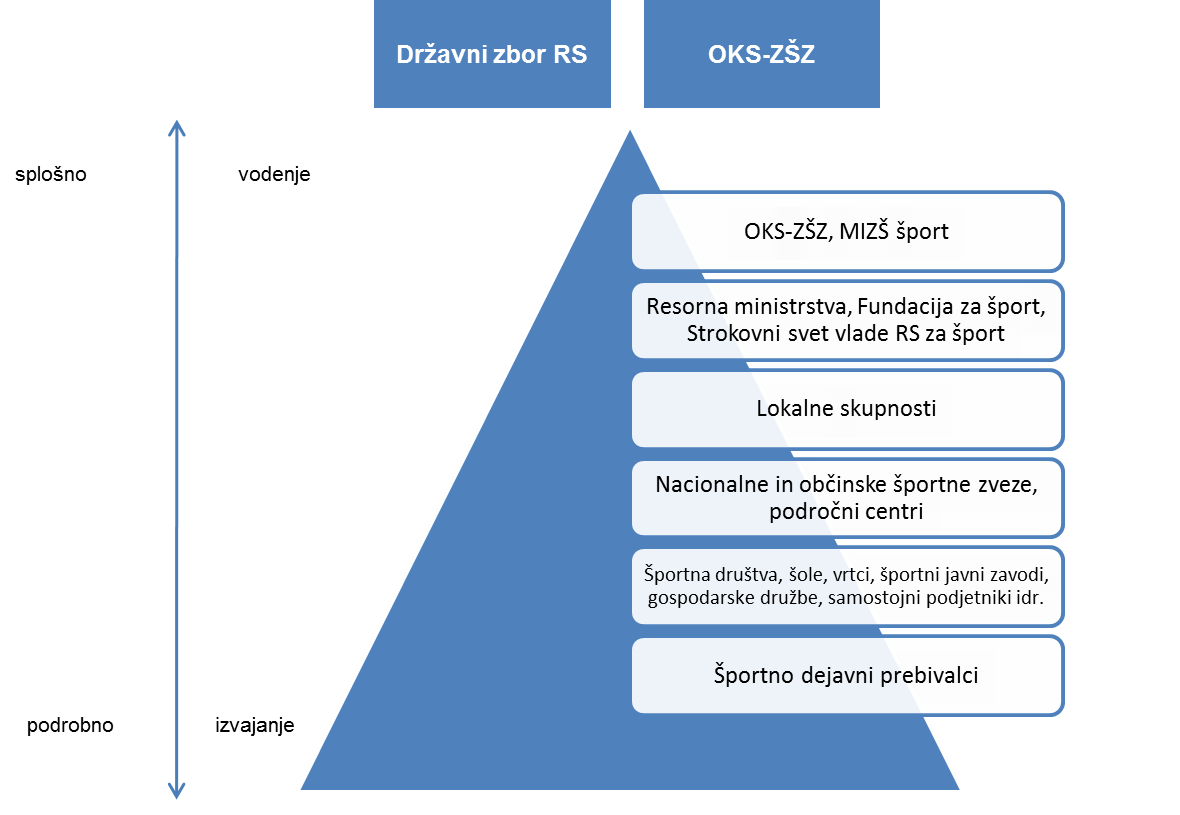 Državni zbor RS
OKS-ZŠZ
splošno
vodenje
OKS-ZŠZ, MIZŠ šport
Resorna ministrstva, Fundacija za šport,
Strokovni svet vlade RS za šport
Lokalne skupnosti
Nacionalne in občinske športne zveze,
področni centri
Športna društva, šole, vrtci, športni javni zavodi,
gospodarske družbe, samostojni podjetniki idr.
Športno dejavni prebivalci
podrobno
izvajanje